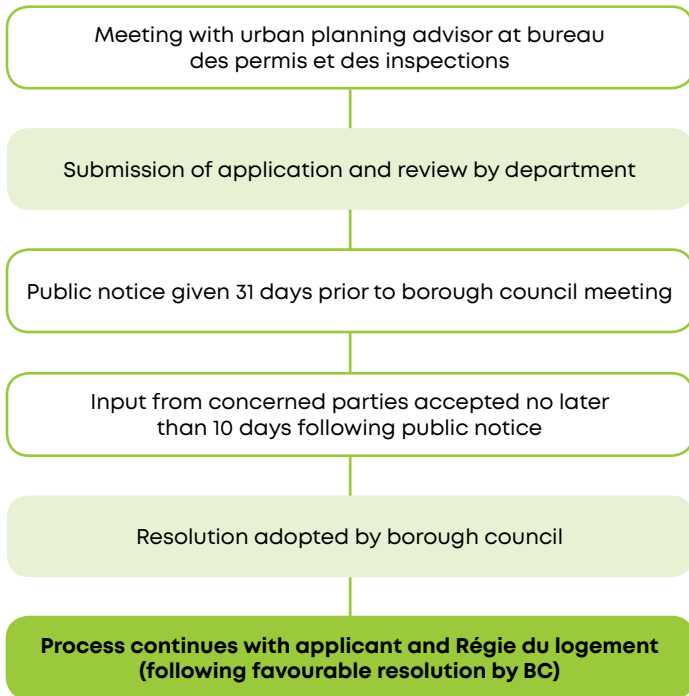 Meeting with urban planning advisor at bureau
des permis et des inspections
Submission of application and review by department
Public notice given 31 days prior to borough council meeting
Input from concerned parties accepted no later
than 10 days following public notice
Resolution adopted by borough council
Process continues with applicant and Régie du logement
(following favourable resolution by BC)